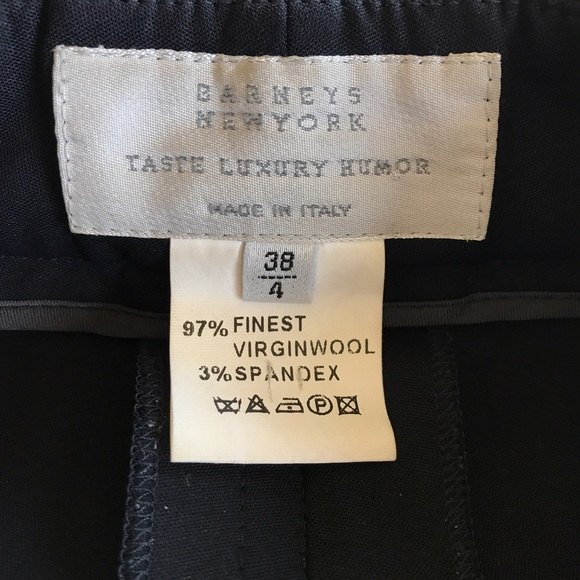 BARNEYS
NEWYORK
TASTE LUXURY HUMOR
MADE IN ITALY
38
4
97% FINEST
VIRGINWOOL
3% SPANDEX
P